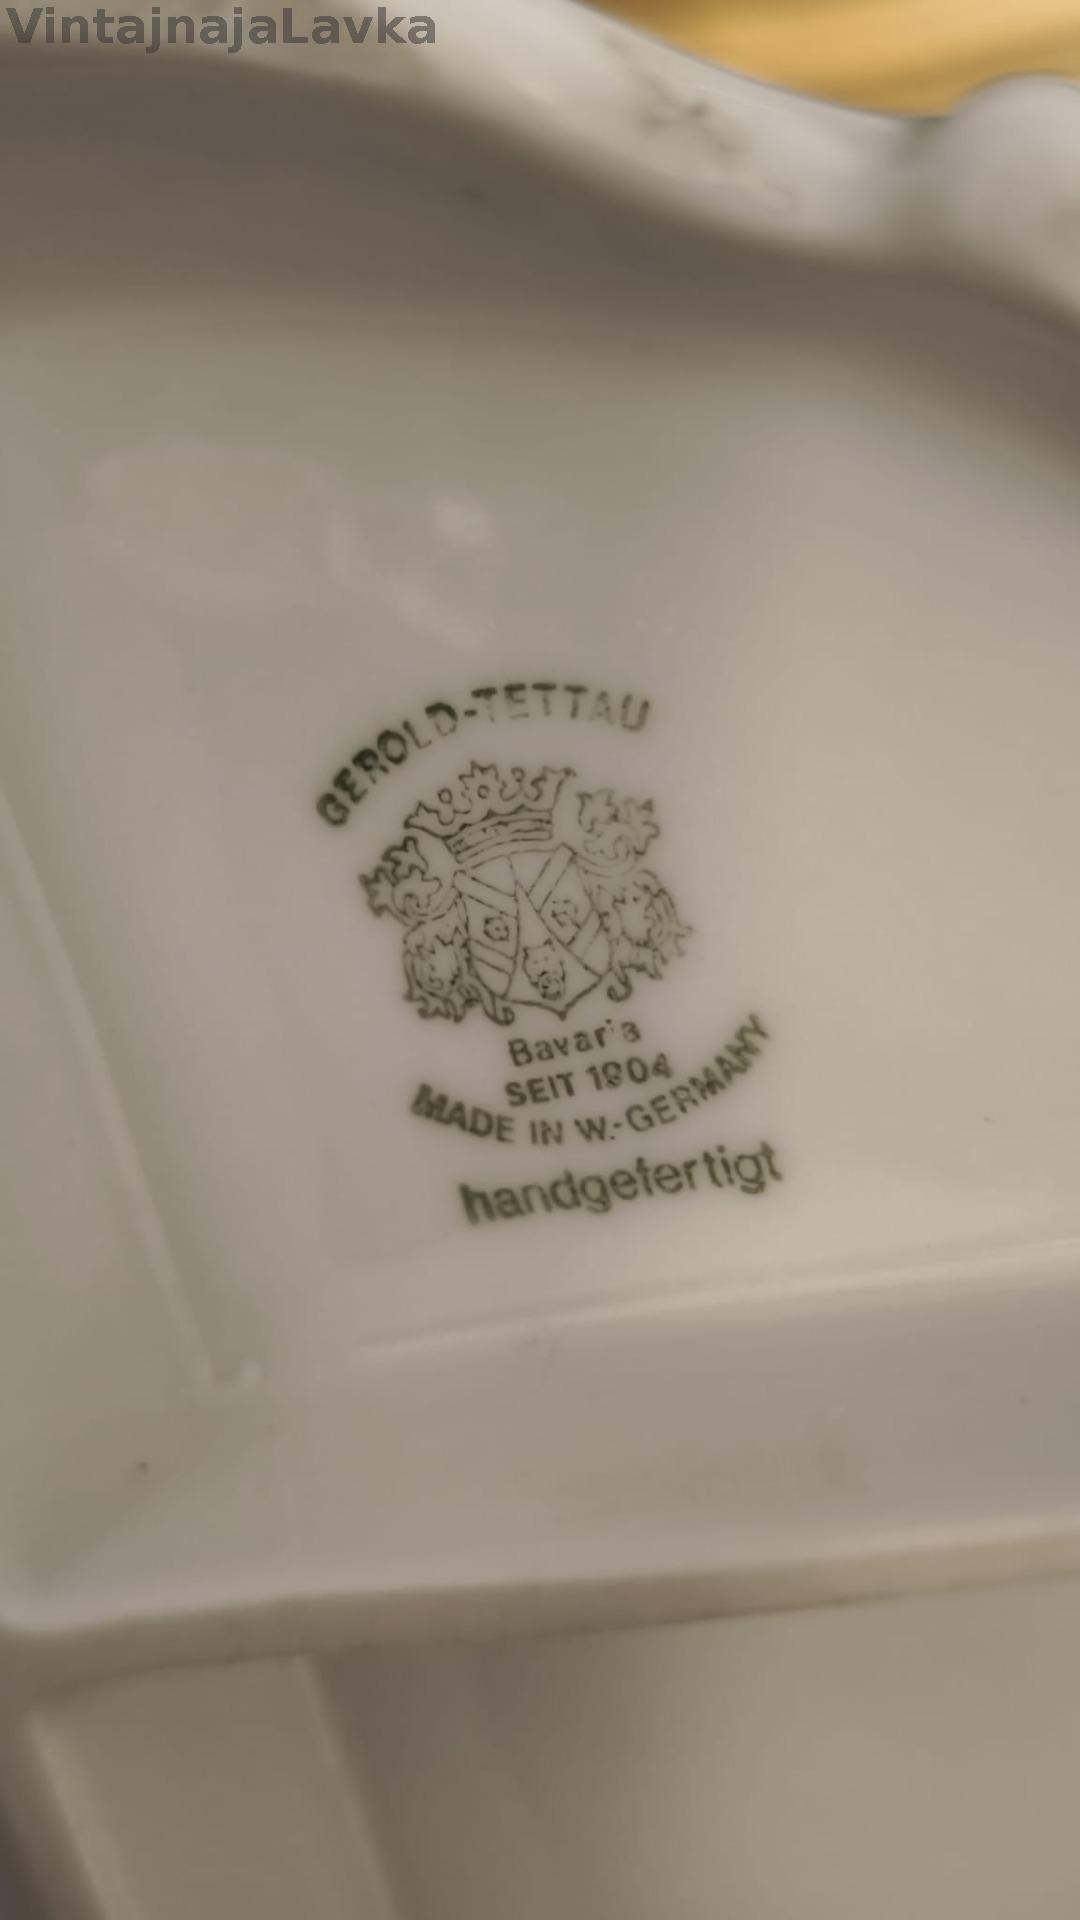 VintajnajaLavka
GEROLD-TETTAU
Bavaria
SEIT 1904
MADE IN W.-GERMANY
handgefertigt